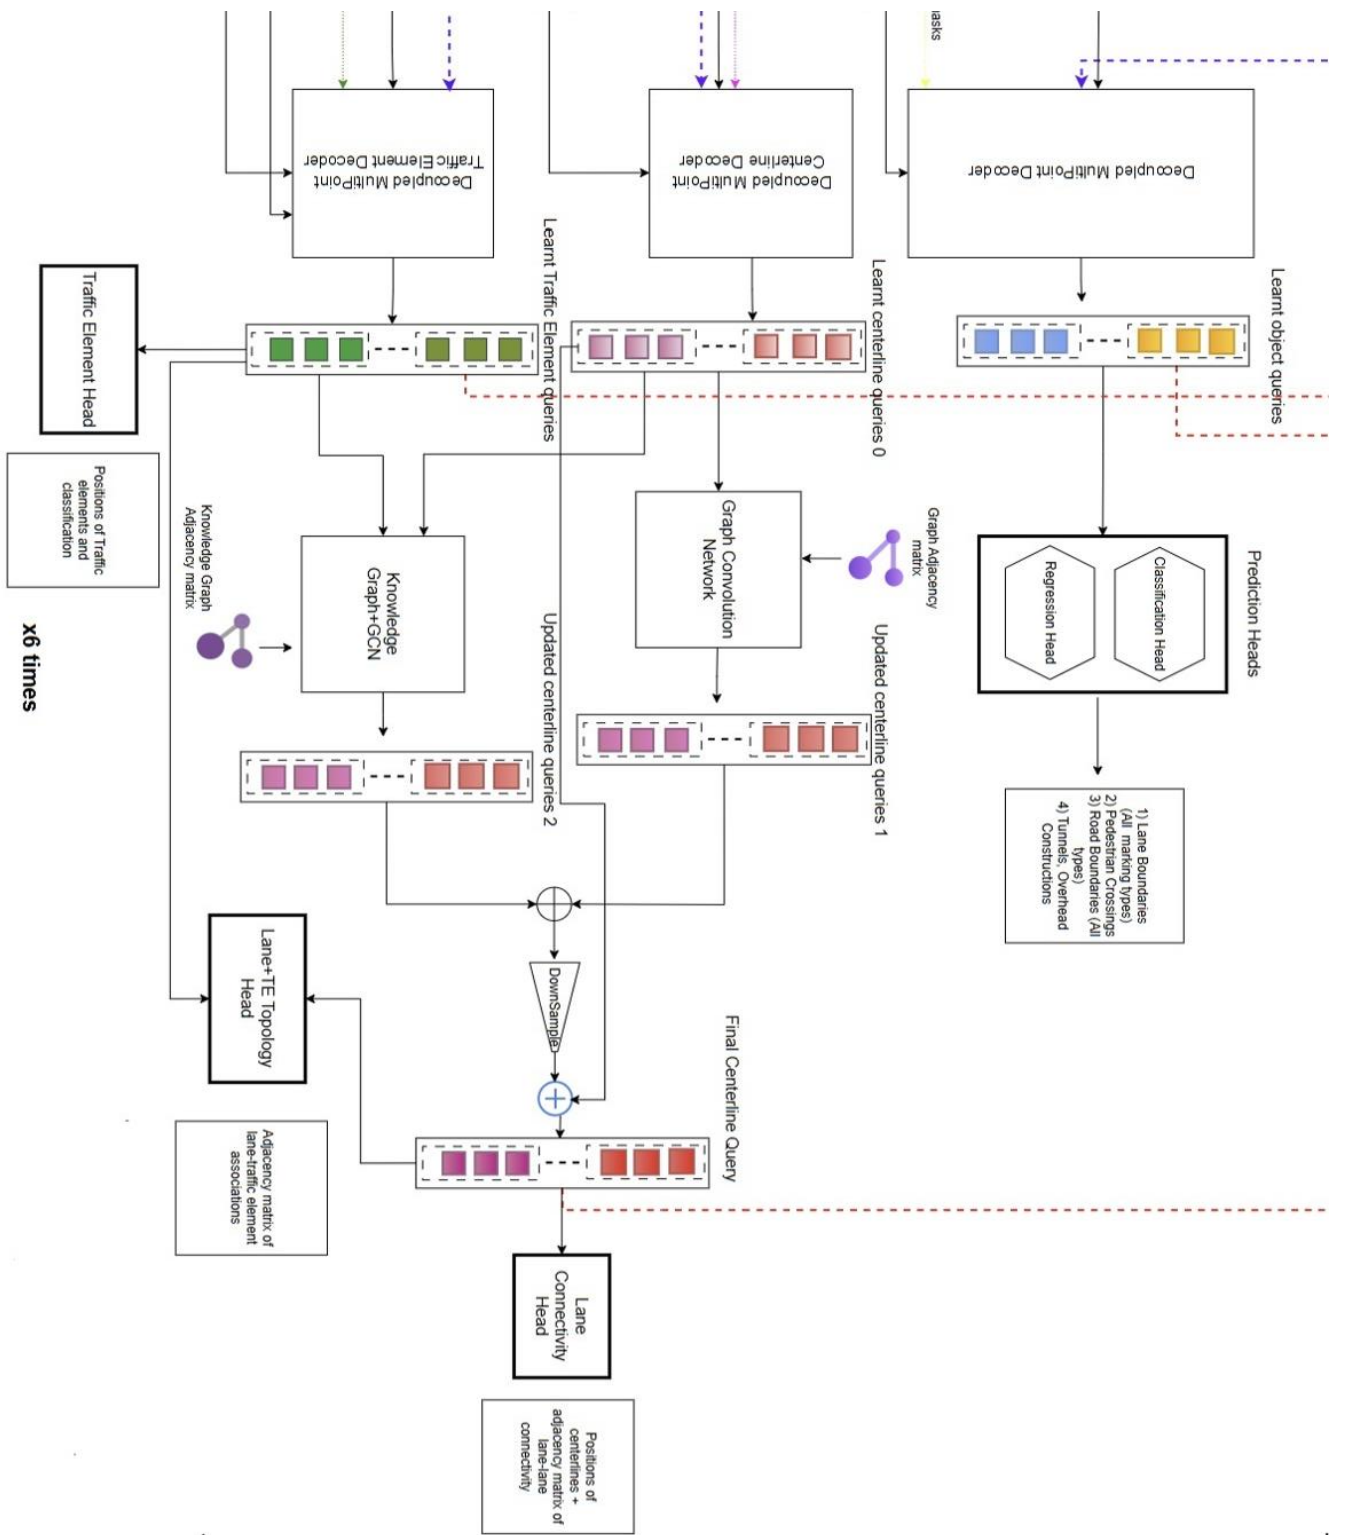 asks
Decoupled MultiPoint
Traffic Element Decoder
Decoupled MultiPoint
Centerline Decoder
Decoupled MultiPoint Decoder
Learnt Traffic Element queries
Learnt centerline queries 0
Learnt object queries
Traffic Element Head
Positions of Traffic
elements and
classification
Knowledge Graph
Adjacency matrix
Knowledge
Graph+GCN
Graph Convolution
Network
Graph Adjacency
matrix
Prediction Heads
Classification Head
Regression Head
x6 times
Updated centerline queries 2
Updated centerline queries 1
1) Lane Boundaries
(All marking types)
2) Pedestrian Crossings
3) Road Boundaries (All
types)
4) Tunnels, Overhead
Constructions
DownSample
Lane+TE Topology
Head
Final Centerline Query
Adjacency matrix of
lane-traffic element
associations
Lane
Connectivity
Head
Positions of
centerlines +
adjacency matrix of
lane-lane
connectivity